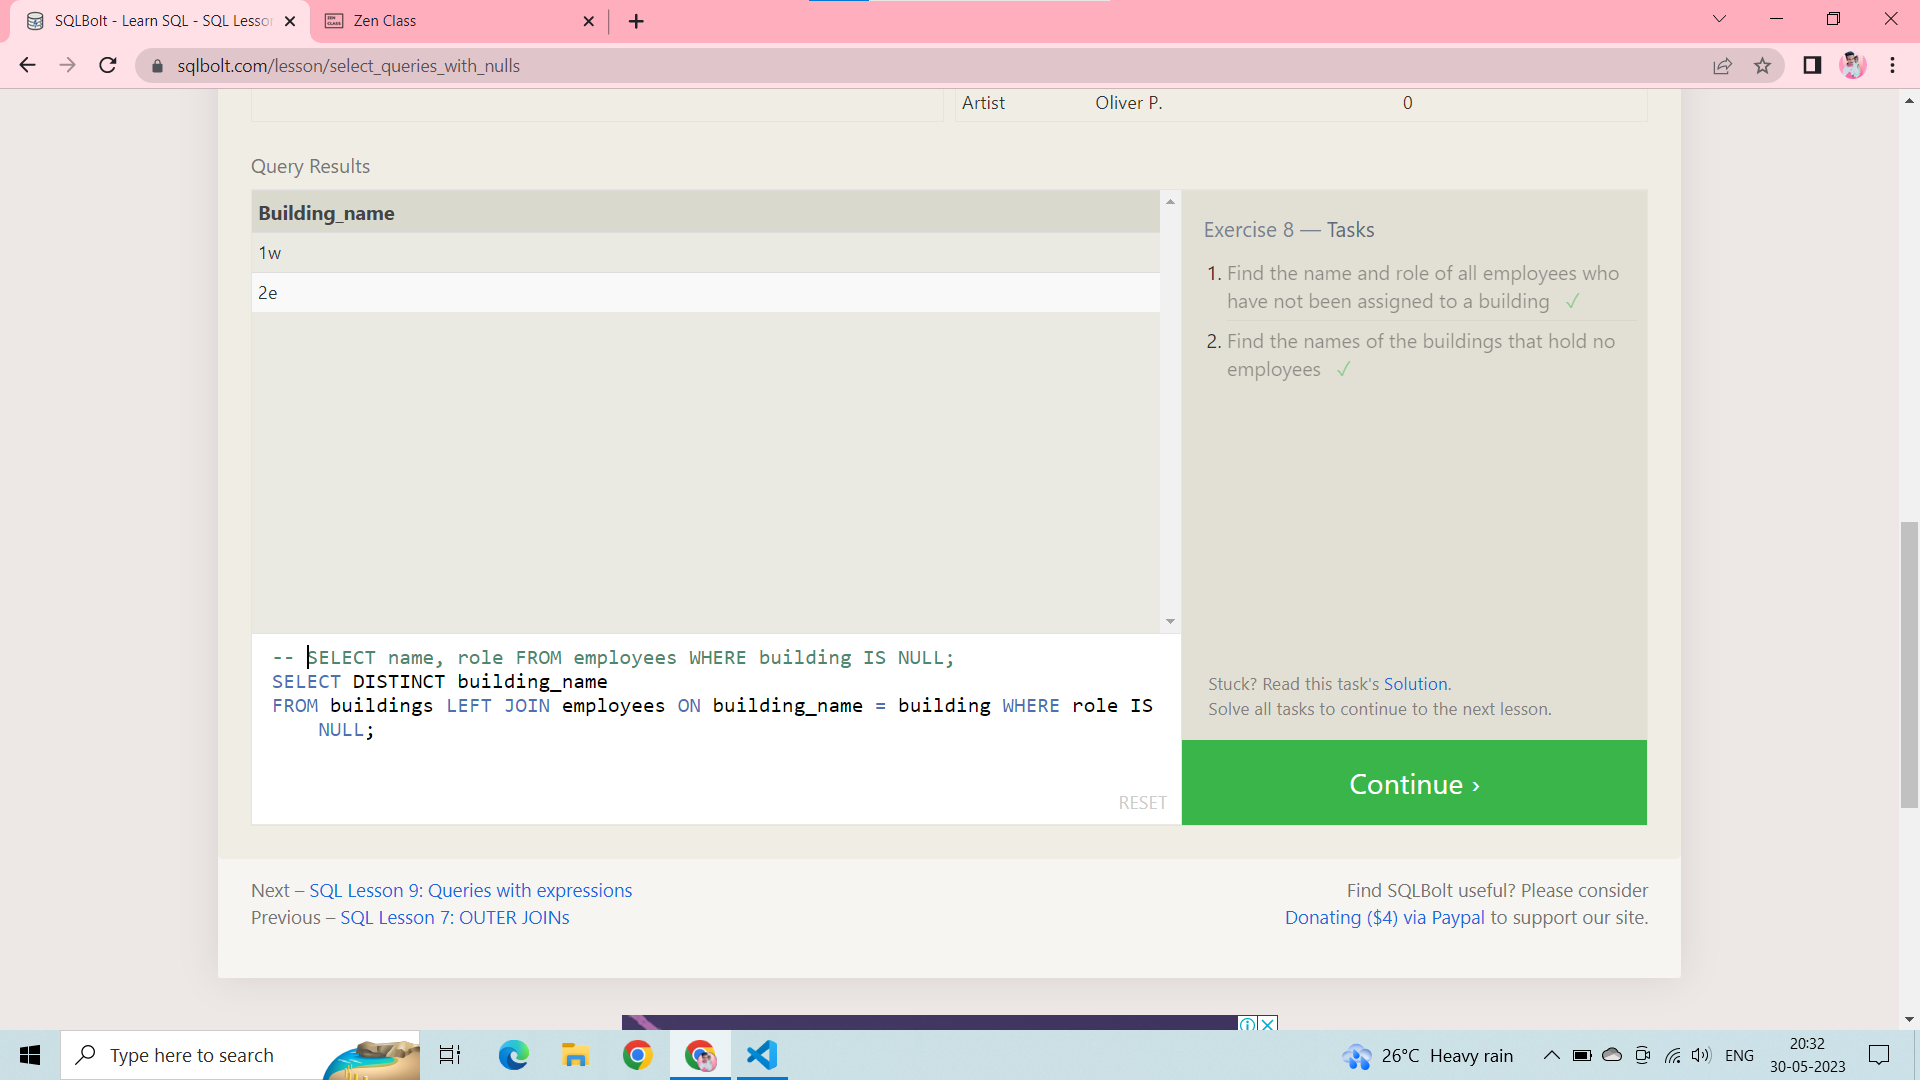 SQLBolt - Learn SQL - SQL Lesson
Zen Class
sqlbolt.com/lesson/select_queries_with_nulls
Artist Oliver P. 0
Query Results
Building_name
1w
2e
Exercise 8 — Tasks
1. Find the name and role of all employees who
have not been assigned to a building ✓
2. Find the names of the buildings that hold no
employees ✓
-- SELECT name, role FROM employees WHERE building IS NULL;
SELECT DISTINCT building_name
FROM buildings LEFT JOIN employees ON building_name = building WHERE role IS
NULL;
RESET
Stuck? Read this task's Solution.
Solve all tasks to continue to the next lesson.
Continue ›
Next – SQL Lesson 9: Queries with expressions
Previous – SQL Lesson 7: OUTER JOINs
Find SQLBolt useful? Please consider
Donating ($4) via Paypal to support our site.
Type here to search
26°C Heavy rain
ENG
20:32
30-05-2023